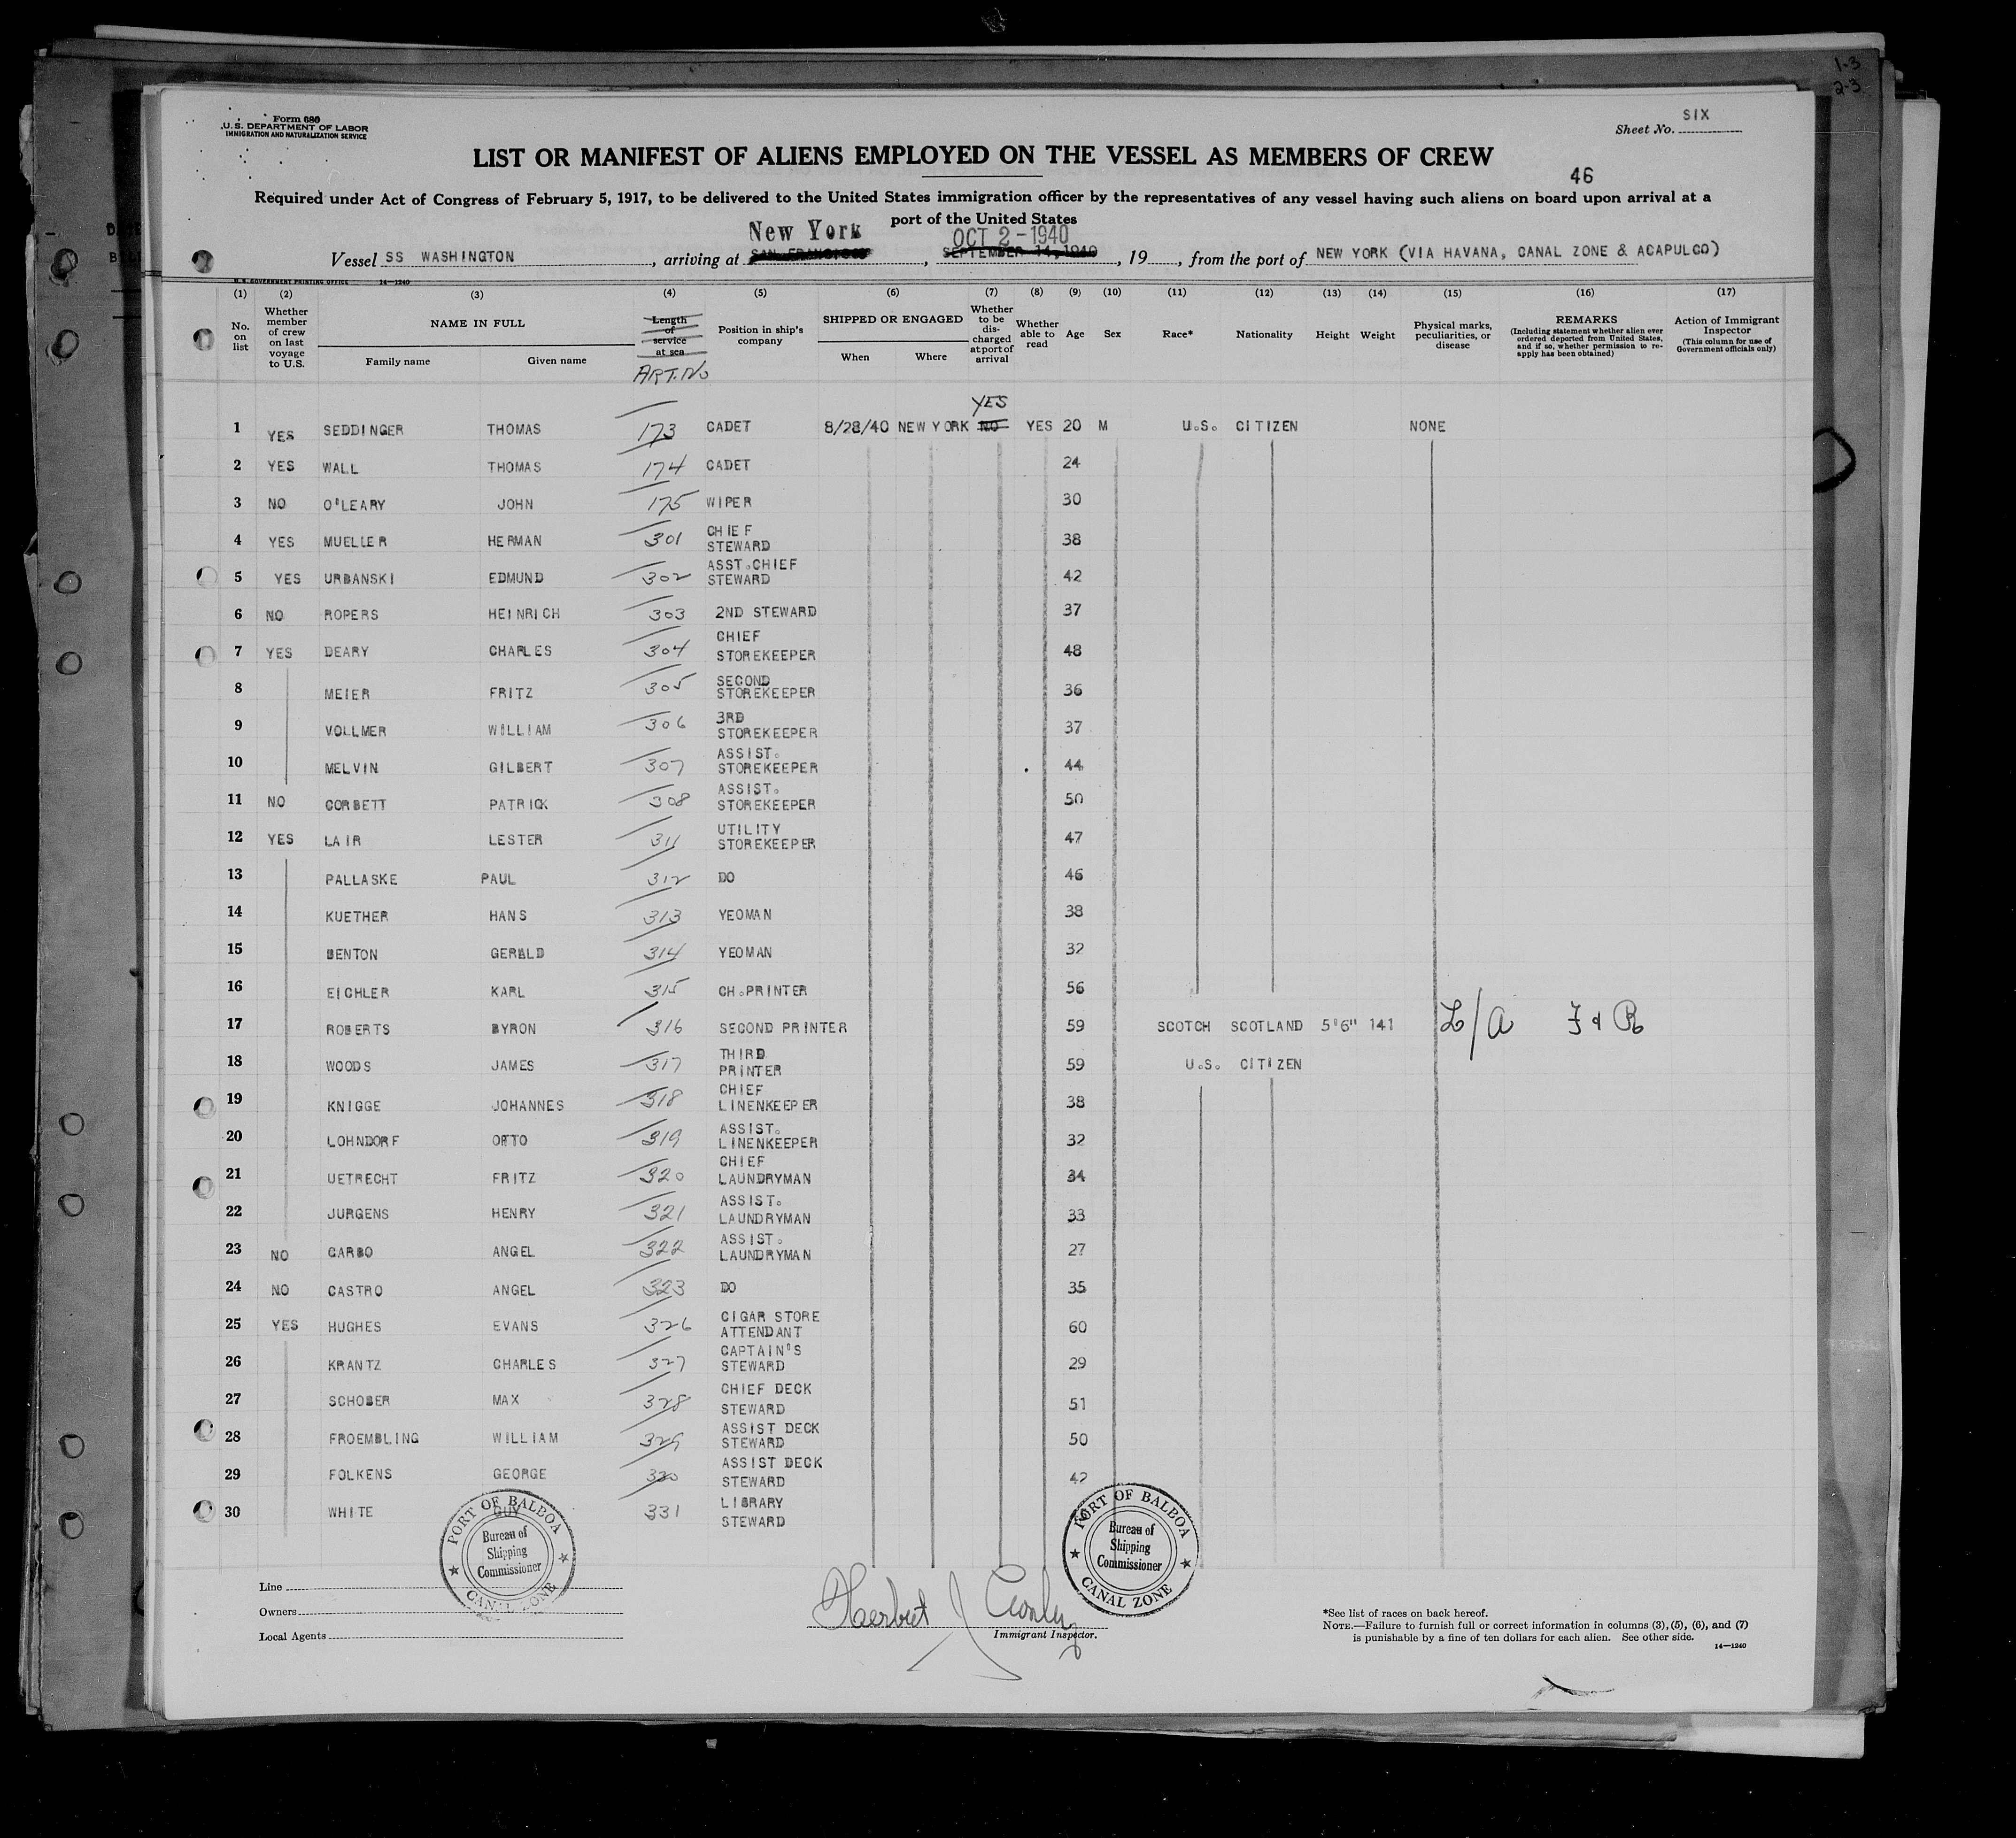 1-3
2-3
Form 680
U.S. DEPARTMENT OF LABOR
IMMIGRATION AND NATURALIZATION SERVICE
Sheet No. SIX
LIST OR MANIFEST OF ALIENS EMPLOYED ON THE VESSEL AS MEMBERS OF CREW
46
Required under Act of Congress of February 5, 1917, to be delivered to the United States immigration officer by the representatives of any vessel having such aliens on board upon arrival at a
port of the United States
New York OCT 2 - 1940
Vessel SS WASHINGTON, arriving at SAN FRANCISCO, SEPTEMBER 14, 1940, 19, from the port of NEW YORK (VIA HAVANA, CANAL ZONE & ACAPULCO)
U.S. GOVERNMENT PRINTING OFFICE 14—1240
(1) (2) (3) (4) (5) (6) (7) (8) (9) (10) (11) (12) (13) (14) (15) (16) (17)
No. on list
Whether member of crew on last voyage to U.S.
NAME IN FULL
Family name Given name
Length of service at sea
ART. No
Position in ship's company
SHIPPED OR ENGAGED
When Where
Whether to be discharged at port of arrival
Whether able to read
Age
Sex
Race*
Nationality
Height
Weight
Physical marks, peculiarities, or disease
REMARKS
(Including statement whether alien ever ordered deported from United States, and if so, whether permission to reapply has been obtained)
Action of Immigrant Inspector
(This column for use of Government officials only)
YES
1 YES SEDDINGER THOMAS 173 CADET 8/28/40 NEW YORK NO YES 20 M U.S. CITIZEN NONE
2 YES WALL THOMAS 174 CADET 24
3 NO O'LEARY JOHN 175 WIPER 30
4 YES MUELLER HERMAN 301 CHIEF STEWARD 38
5 YES URBANSKI EDMUND 302 ASST.CHIEF STEWARD 42
6 NO ROPERS HEINRICH 303 2ND STEWARD 37
7 YES DEARY CHARLES 304 CHIEF STOREKEEPER 48
8 MEIER FRITZ 305 SECOND STOREKEEPER 36
9 VOLLMER WILLIAM 306 3RD STOREKEEPER 37
10 MELVIN GILBERT 307 ASSIST. STOREKEEPER 44
11 NO CORBETT PATRICK 308 ASSIST. STOREKEEPER 50
12 YES LAIR LESTER 311 UTILITY STOREKEEPER 47
13 PALLASKE PAUL 312 DO 46
14 KUETHER HANS 313 YEOMAN 38
15 BENTON GERALD 314 YEOMAN 32
16 EICHLER KARL 315 CH.PRINTER 56
17 ROBERTS BYRON 316 SECOND PRINTER 59 SCOTCH SCOTLAND 5'6" 141 L/A F & R
18 WOODS JAMES 317 THIRD PRINTER 59 U.S. CITIZEN
19 KNIGGE JOHANNES 318 CHIEF LINENKEEPER 38
20 LOHNDORF OTTO 319 ASSIST. LINENKEEPER 32
21 UETRECHT FRITZ 320 CHIEF LAUNDRYMAN 34
22 JURGENS HENRY 321 ASSIST. LAUNDRYMAN 33
23 NO CARBO ANGEL 322 ASSIST. LAUNDRYMAN 27
24 NO CASTRO ANGEL 323 DO 35
25 YES HUGHES EVANS 326 CIGAR STORE ATTENDANT 60
26 KRANTZ CHARLES 327 CAPTAIN'S STEWARD 29
27 SCHOBER MAX 328 CHIEF DECK STEWARD 51
28 FROEMBLING WILLIAM 329 ASSIST DECK STEWARD 50
29 FOLKENS GEORGE 330 ASSIST DECK STEWARD 42
30 WHITE GUY 331 LIBRARY STEWARD
PORT OF BALBOA
Bureau of
Shipping
Commissioner
CANAL ZONE
PORT OF BALBOA
Bureau of
Shipping
Commissioner
CANAL ZONE
Line
Owners
Local Agents
Herbert J
Immigrant Inspector.
*See list of races on back hereof.
NOTE.—Failure to furnish full or correct information in columns (3), (5), (6), and (7)
is punishable by a fine of ten dollars for each alien. See other side.
14—1240